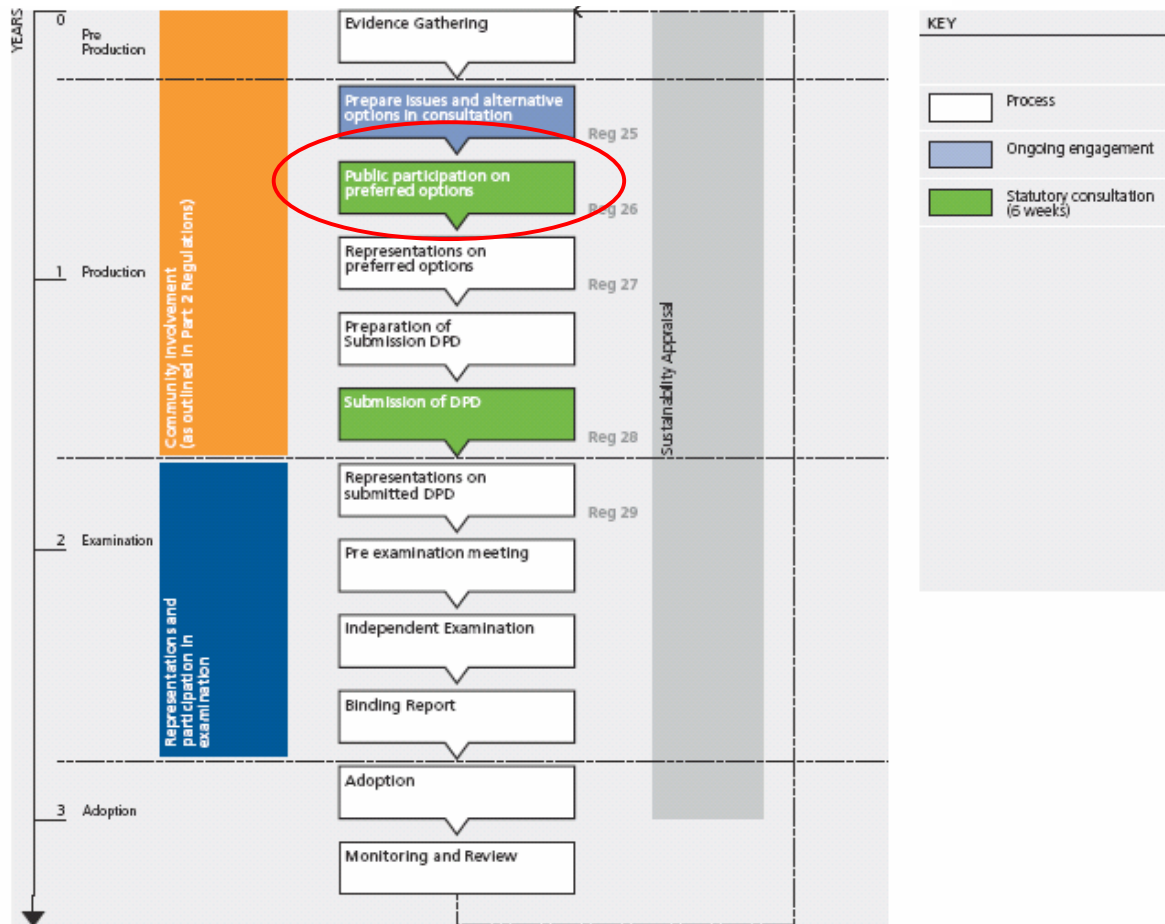 YEARS
0
Pre
Production
1
Production
2
Examination
3
Adoption
Community Involvement
(as outlined in Part 2 Regulations)
Representations and
participation in
examination
Evidence Gathering
Prepare issues and alternative
options in consultation
Reg 25
Public participation on
preferred options
Reg 26
Representations on
preferred options
Reg 27
Preparation of
Submission DPD
Submission of DPD
Reg 28
Representations on
submitted DPD
Reg 29
Pre examination meeting
Independent Examination
Binding Report
Adoption
Monitoring and Review
Sustainability Appraisal
KEY
Process
Ongoing engagement
Statutory consultation
(6 weeks)